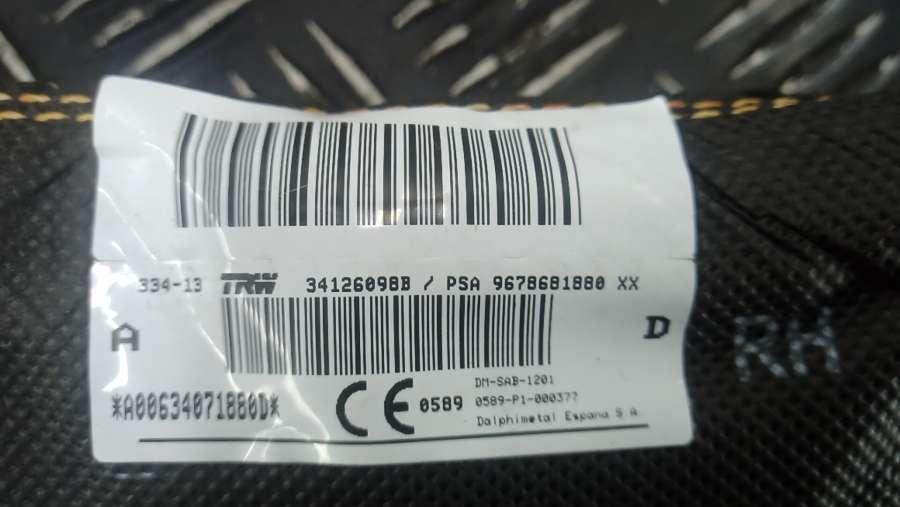 334-13 TRW 34126098B / PSA 9678681880 XX
A D
RH
*A00634071880D*
CE 0589
DM-SAB-1201
0589-P1-000377
Dalphimetal Espana S.A.